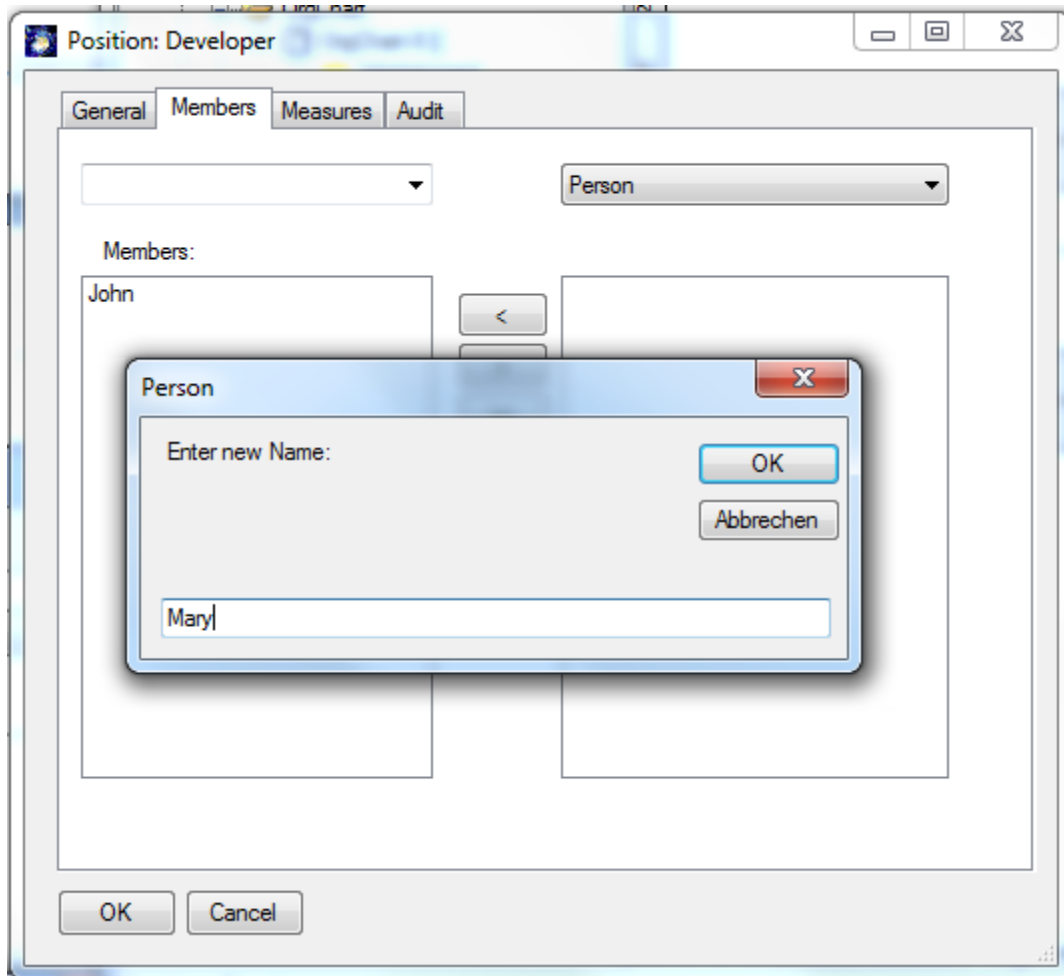 Position: Developer
General Members Measures Audit
Person
Members:
John
<
Person
Enter new Name:
OK
Abbrechen
Mary
OK Cancel